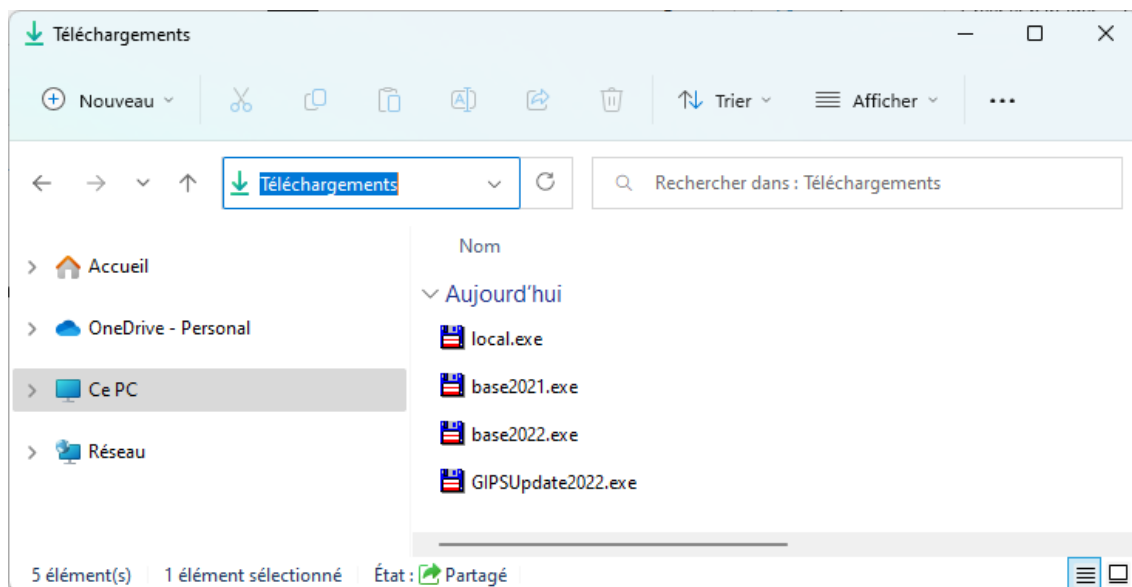 Téléchargements
Nouveau
Trier
Afficher
Téléchargements
Rechercher dans : Téléchargements
Accueil
OneDrive - Personal
Ce PC
Réseau
Nom
Aujourd'hui
local.exe
base2021.exe
base2022.exe
GIPSUpdate2022.exe
5 élément(s) 1 élément sélectionné État : Partagé